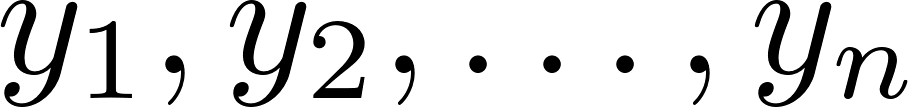 y₁, y₂, · · · , yₙ